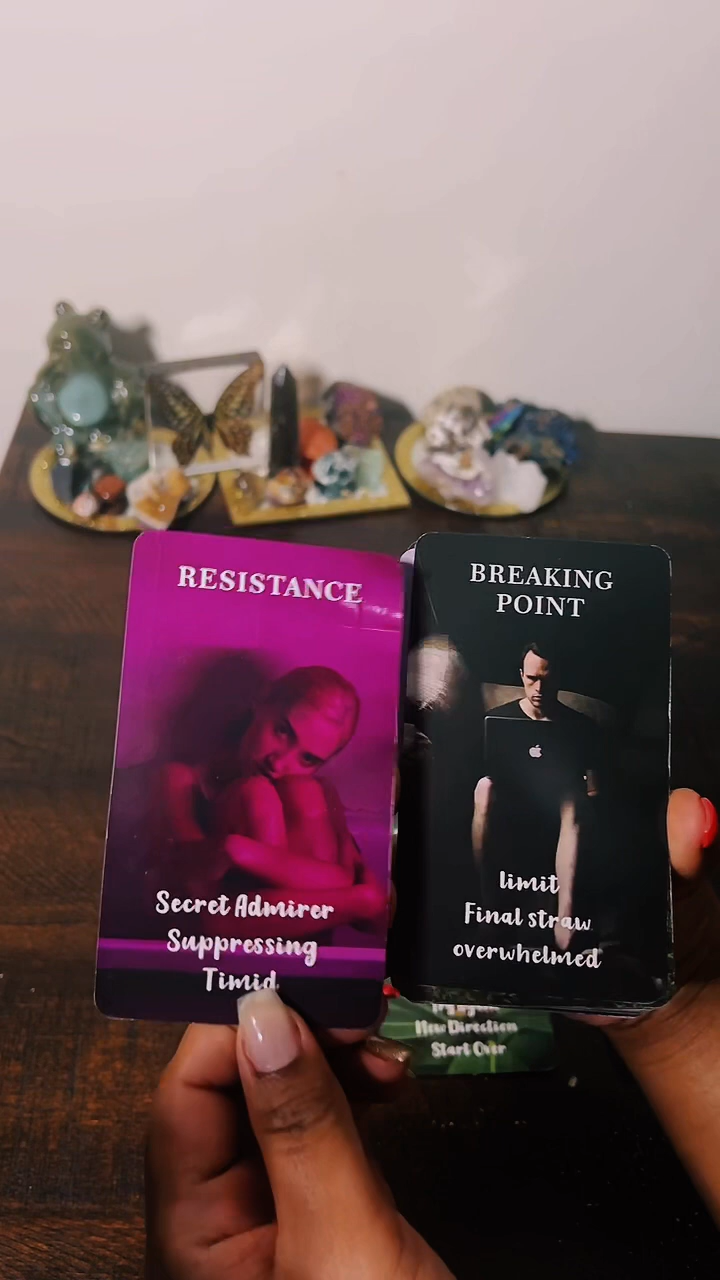 RESISTANCE
Secret Admirer
Suppressing
Timid
BREAKING
POINT
limit
Final straw
overwhelmed
New Direction
Start Over